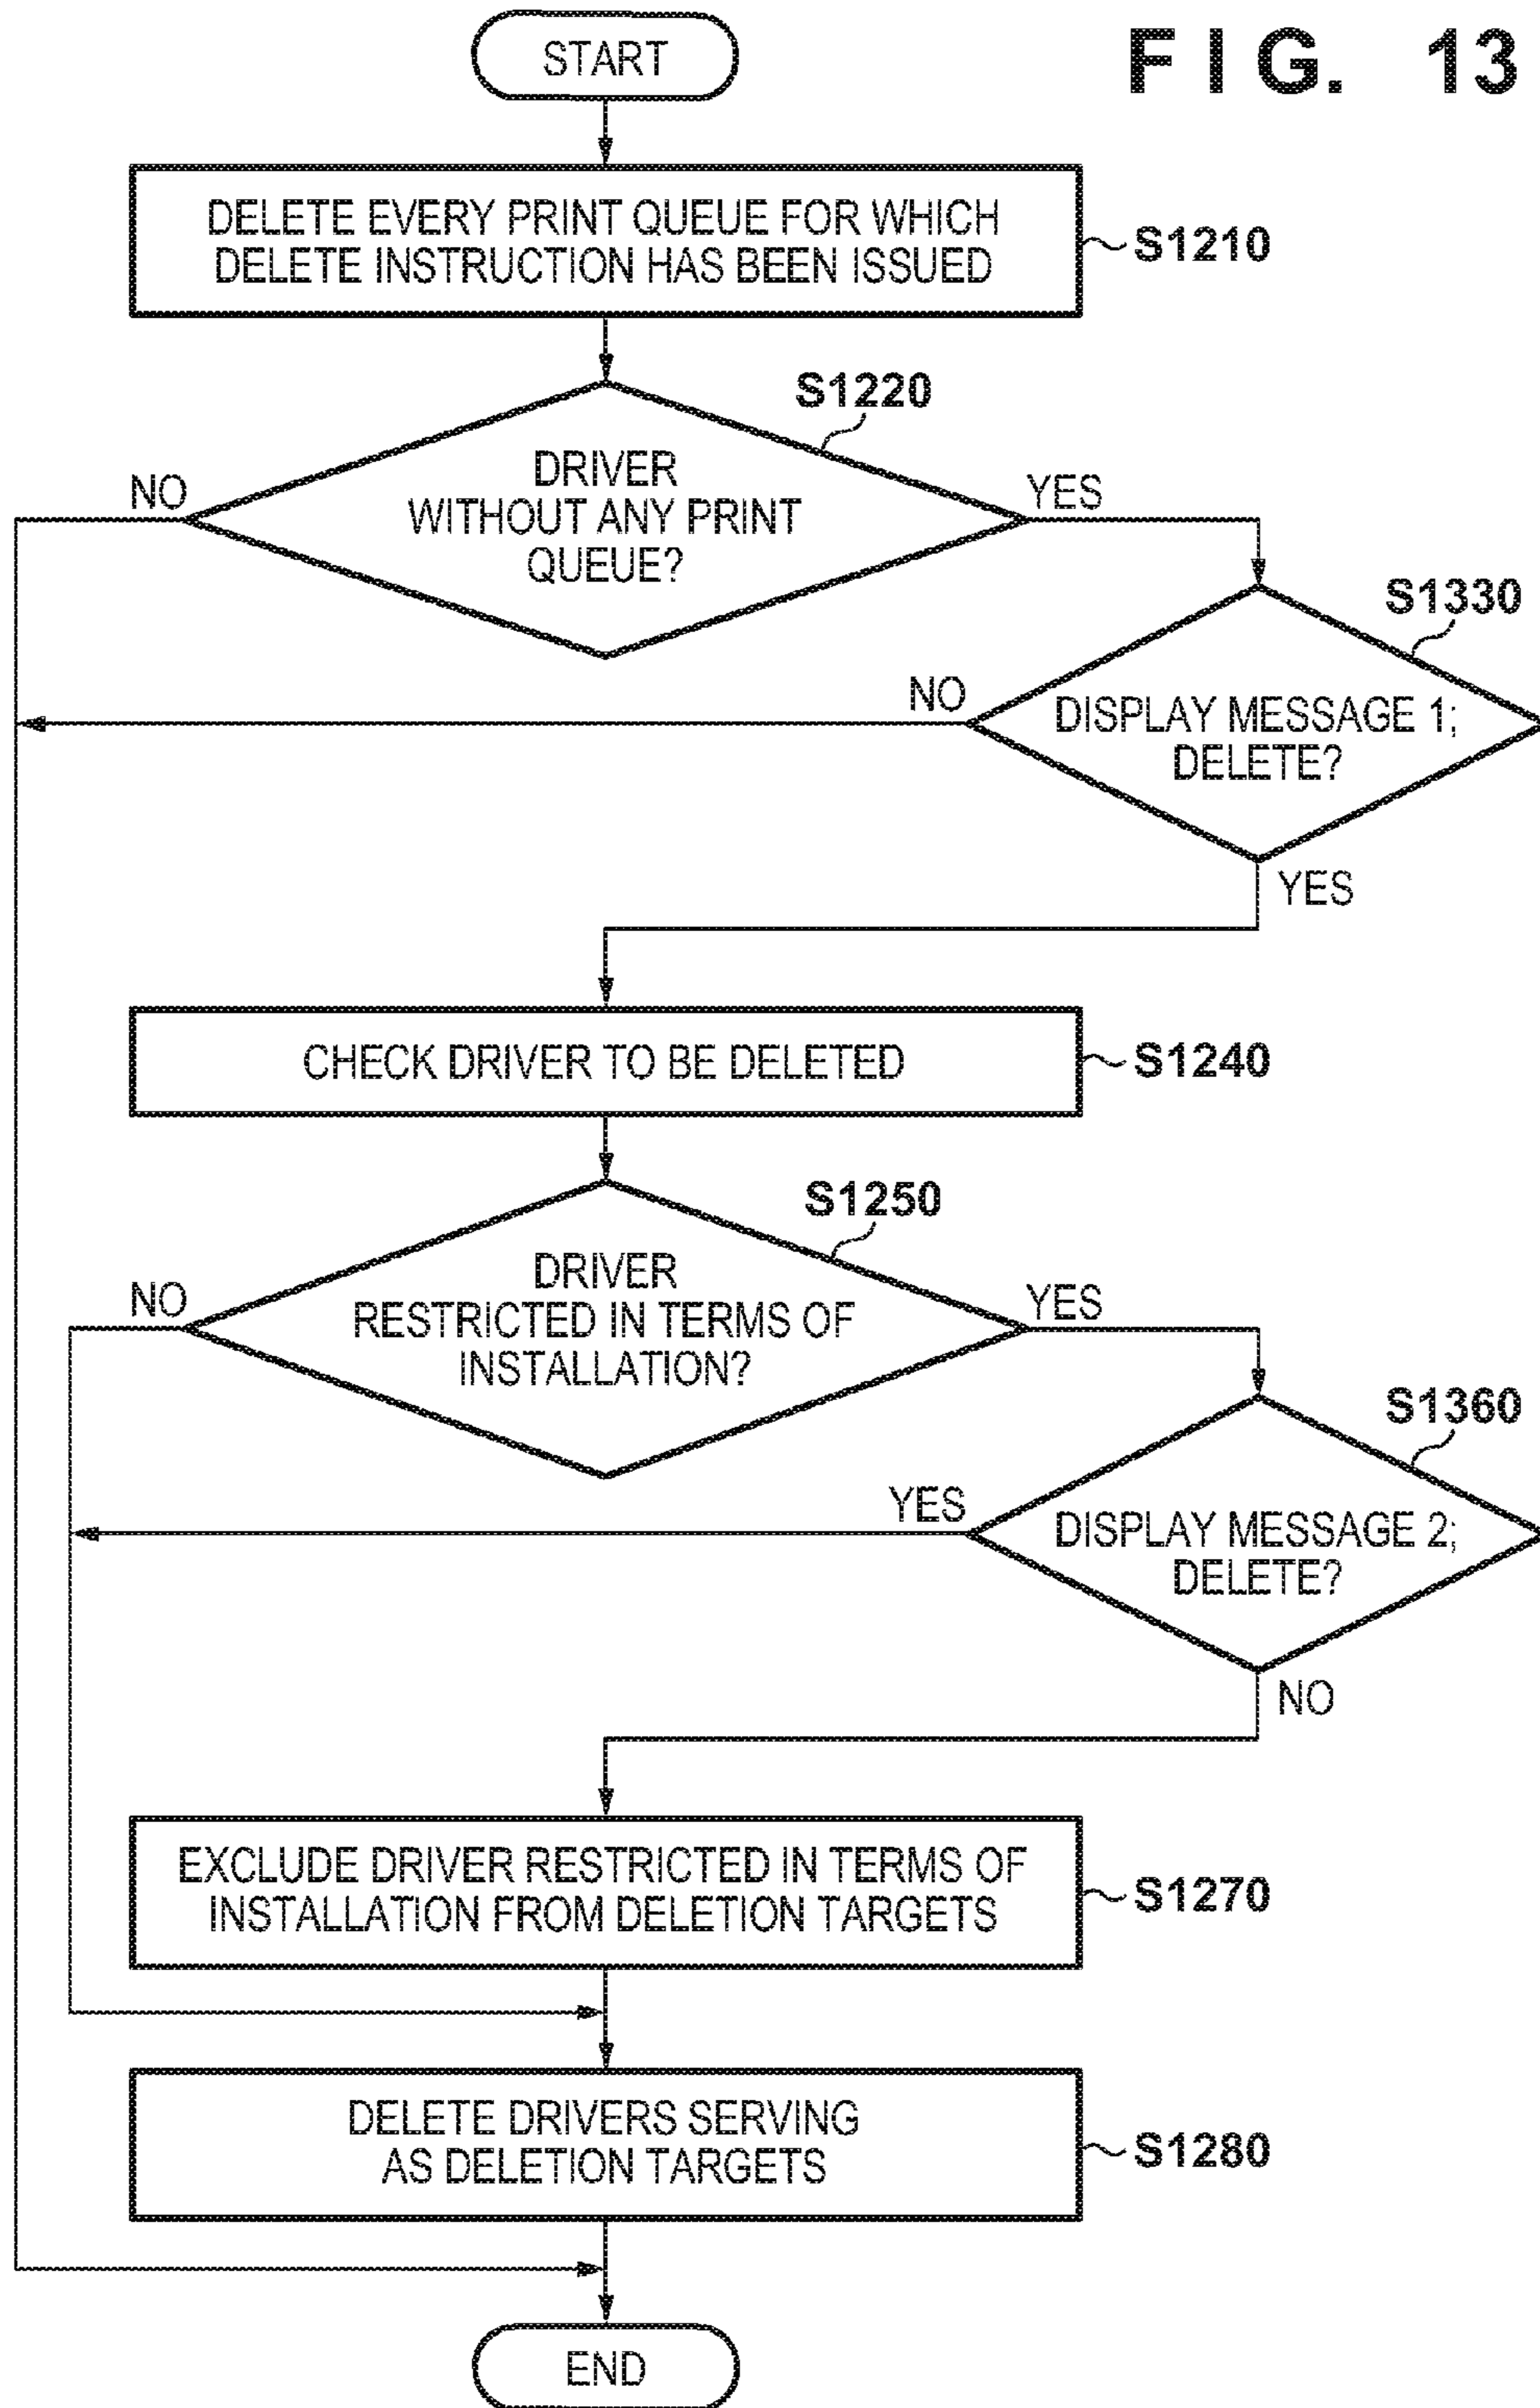 FIG. 13
START
DELETE EVERY PRINT QUEUE FOR WHICH
DELETE INSTRUCTION HAS BEEN ISSUED
S1210
S1220
DRIVER
WITHOUT ANY PRINT
QUEUE?
NO
YES
S1330
DISPLAY MESSAGE 1;
DELETE?
NO
YES
CHECK DRIVER TO BE DELETED
S1240
S1250
DRIVER
RESTRICTED IN TERMS OF
INSTALLATION?
NO
YES
S1360
DISPLAY MESSAGE 2;
DELETE?
YES
NO
EXCLUDE DRIVER RESTRICTED IN TERMS OF
INSTALLATION FROM DELETION TARGETS
S1270
DELETE DRIVERS SERVING
AS DELETION TARGETS
S1280
END